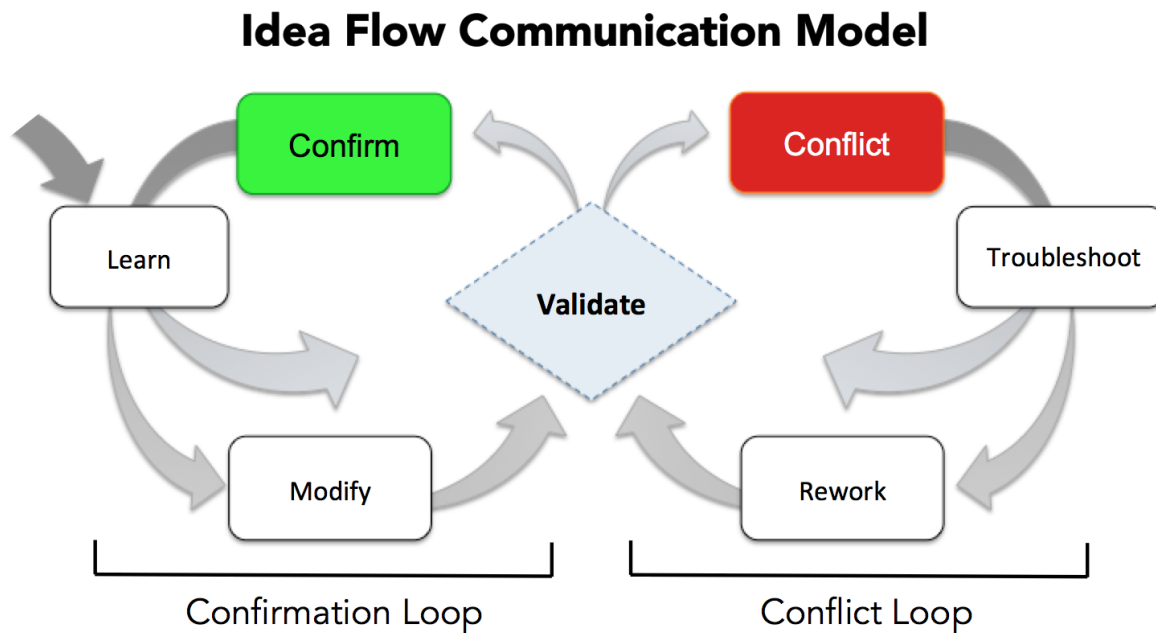 Idea Flow Communication Model
Confirm
Conflict
Learn
Troubleshoot
Validate
Modify
Rework
Confirmation Loop
Conflict Loop